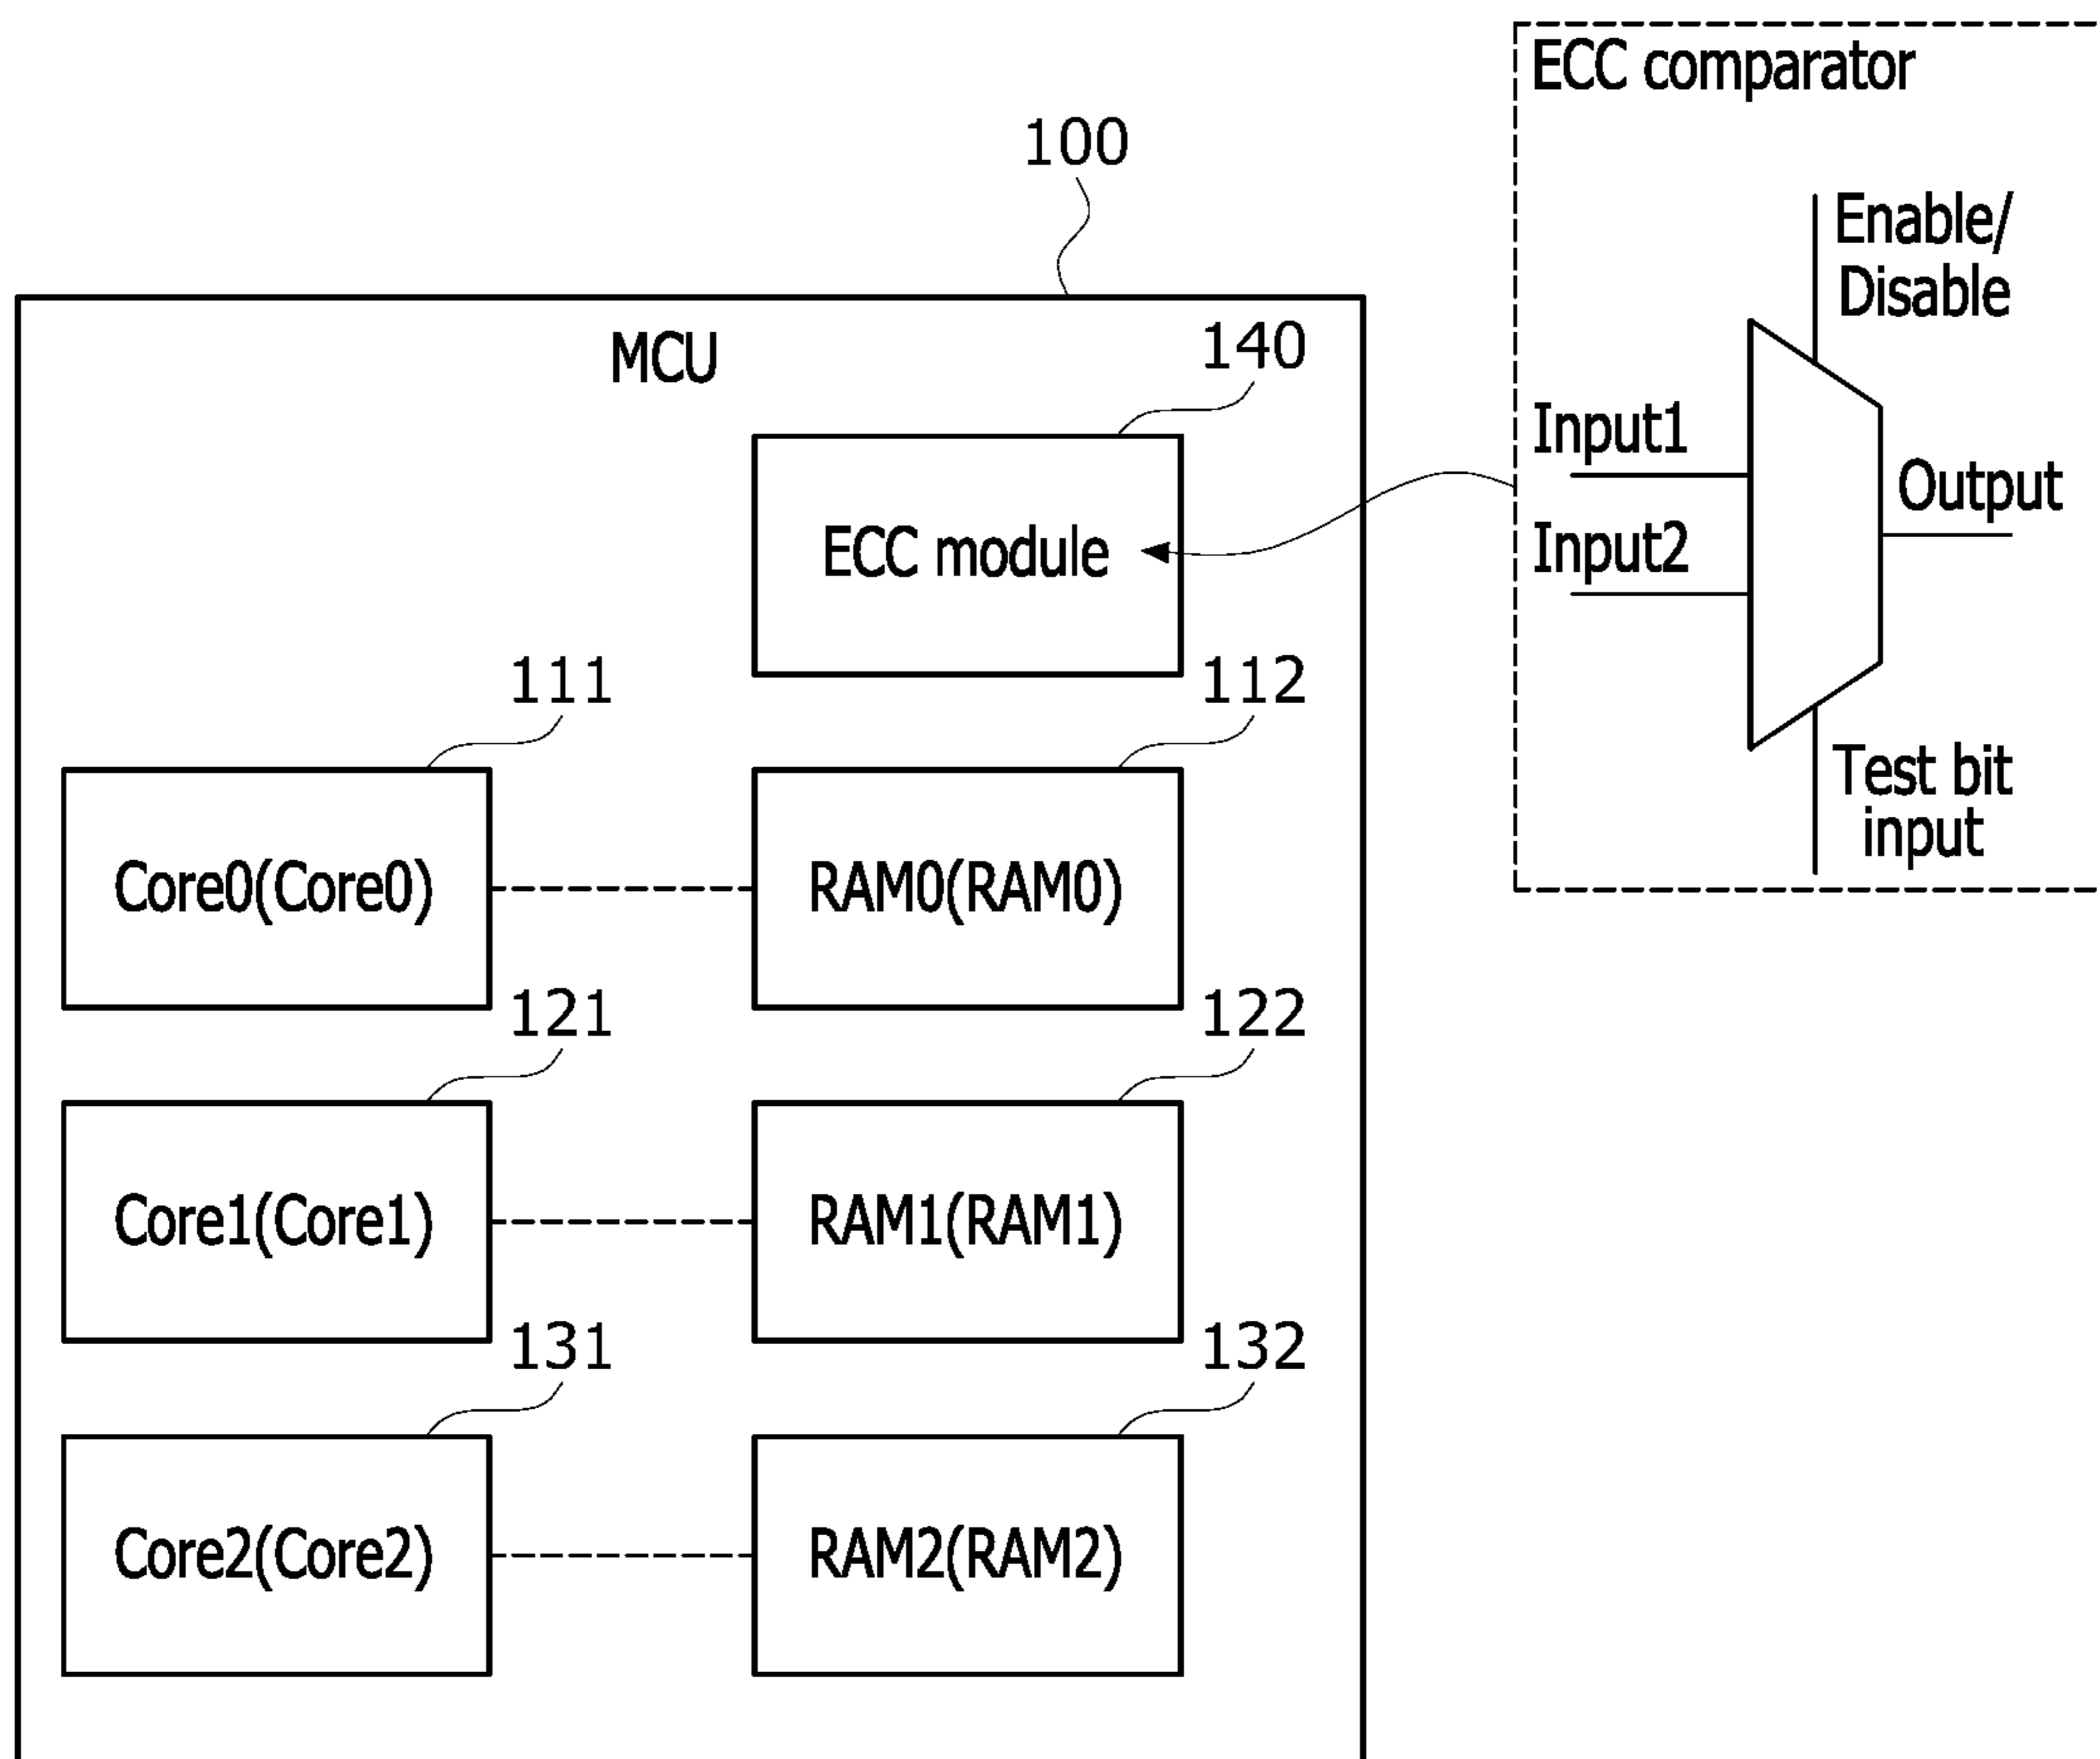 ECC comparator
100
Enable/
Disable
MCU
140
Input1
Output
ECC module
Input2
111
112
Test bit
input
Core0(Core0)
RAM0(RAM0)
121
122
Core1(Core1)
RAM1(RAM1)
131
132
Core2(Core2)
RAM2(RAM2)